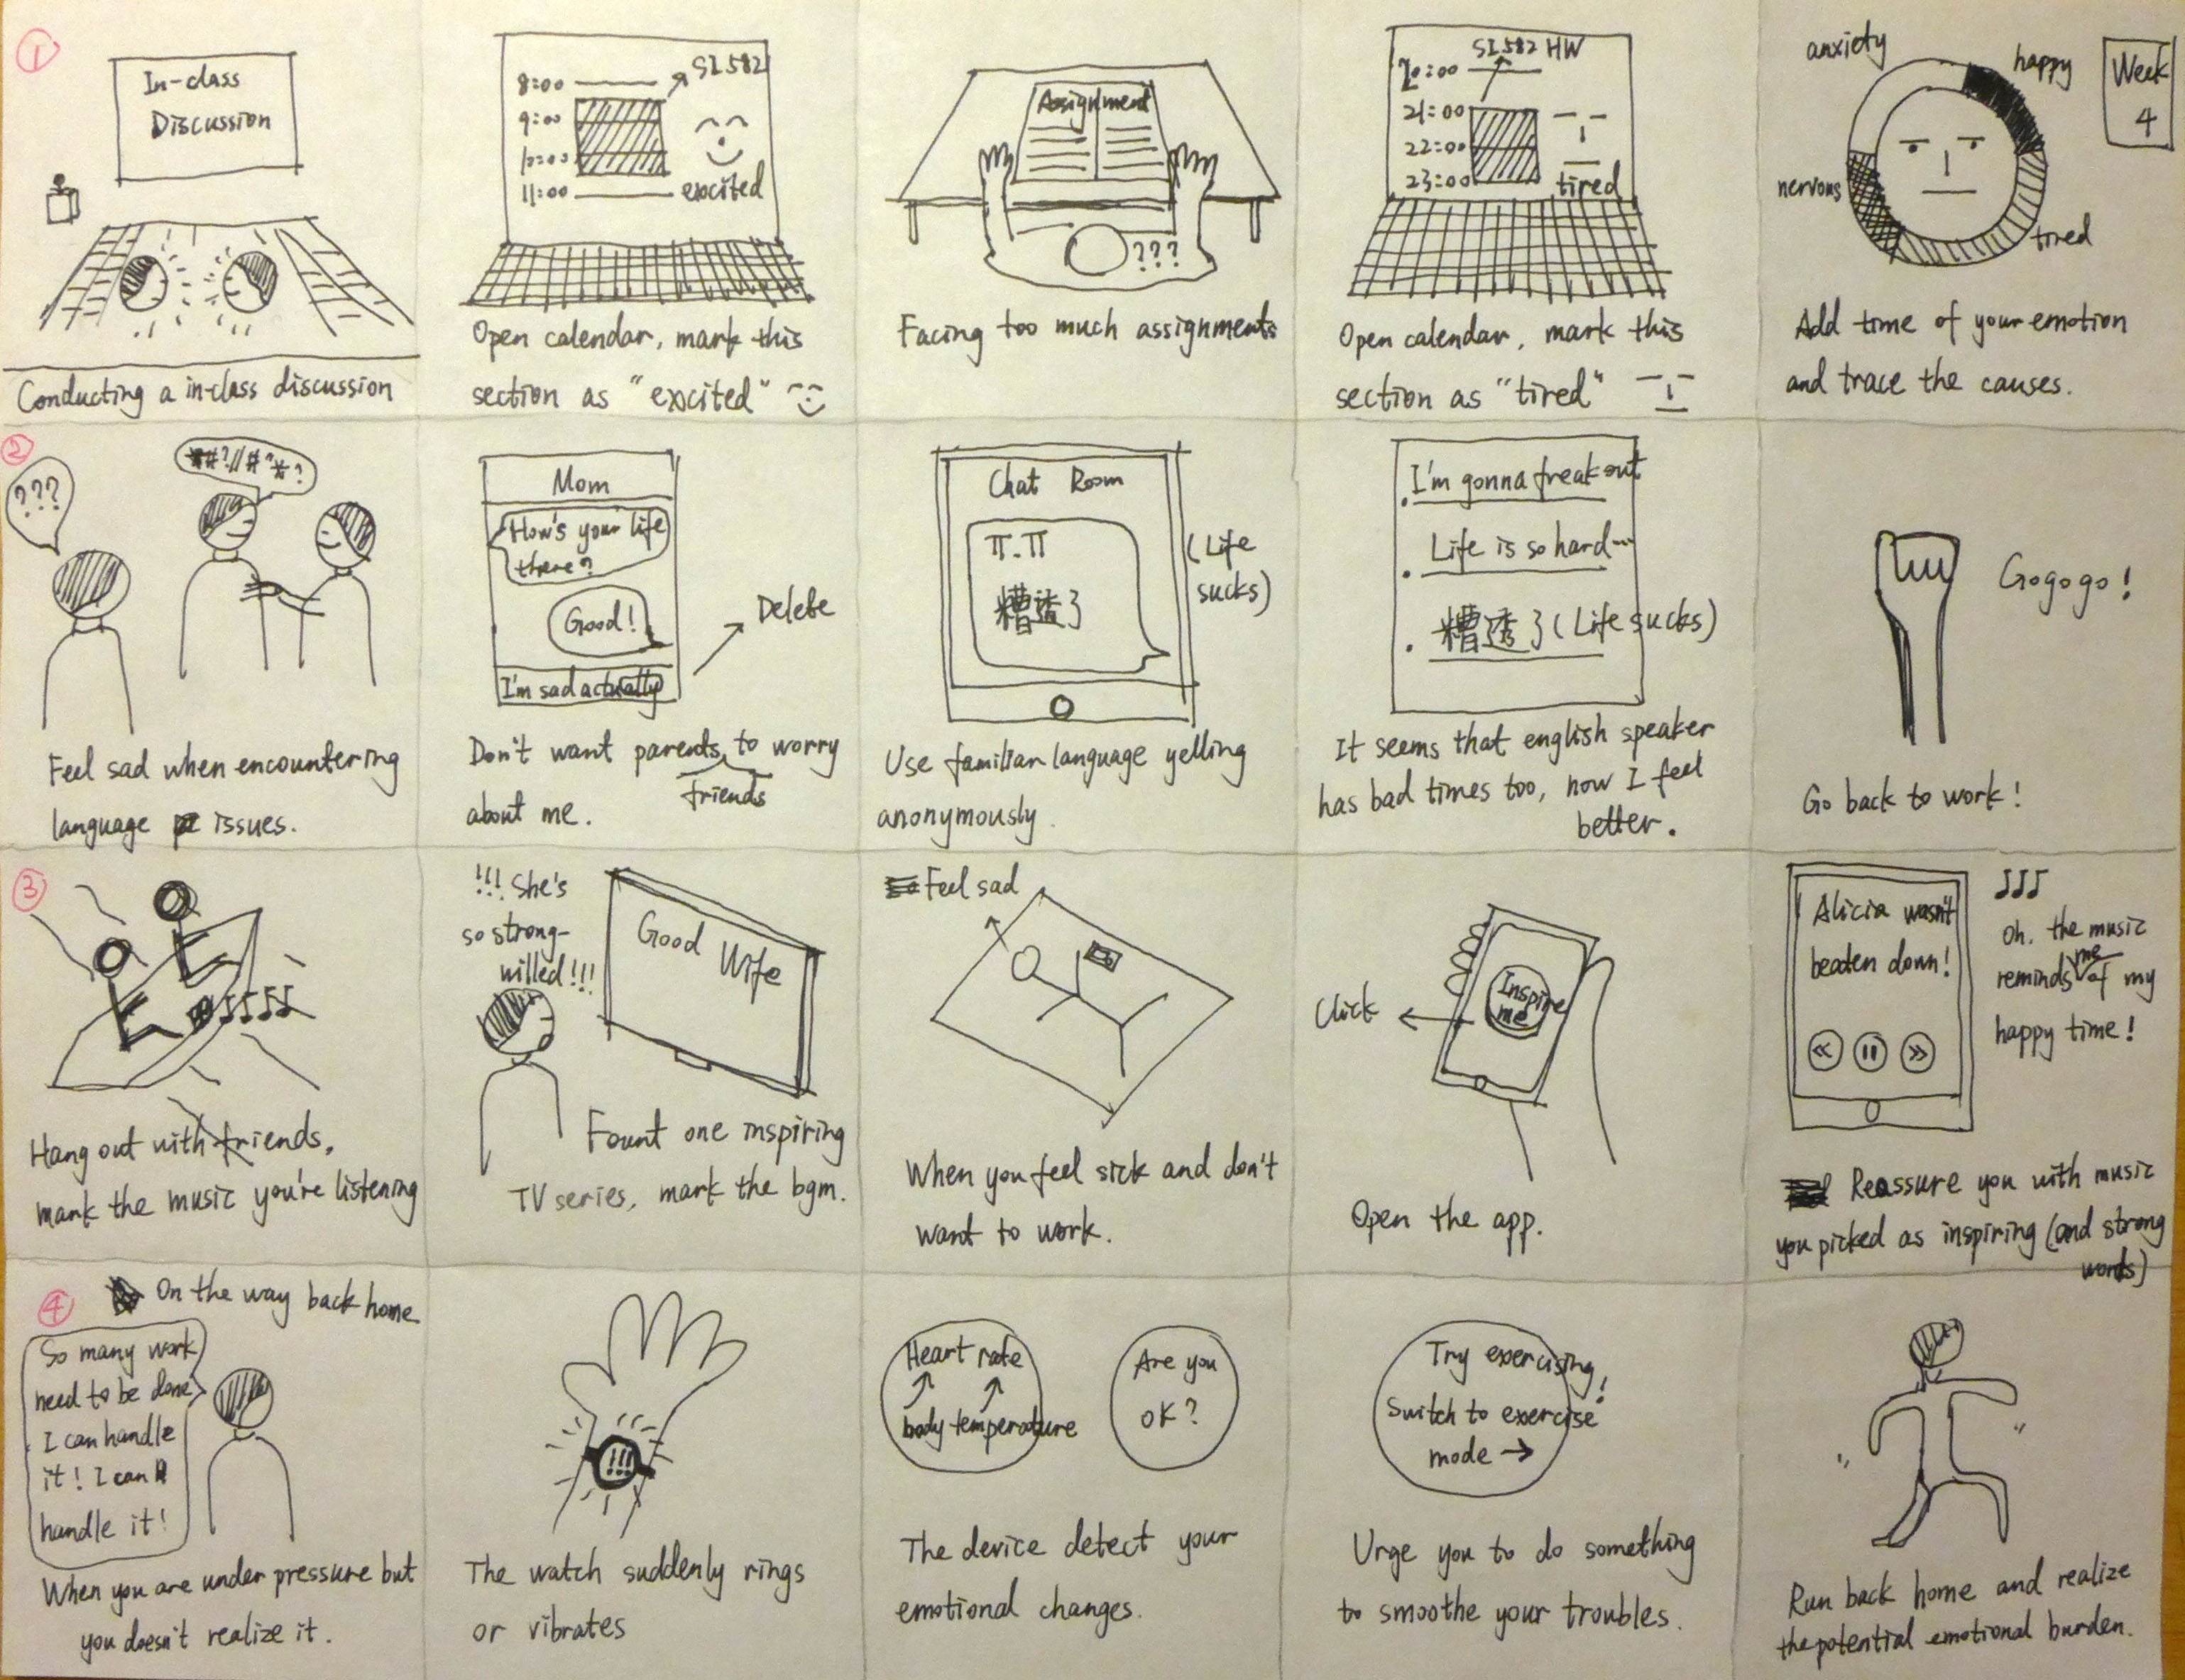 ①
In-class
Discussion
Conducting a in-class discussion
8:00
SI 582
9:00
10:00
11:00
excited
Open calendar, mark this
section as "excited"
Assignment
???
Facing too much assignments
SI 582 HW
20:00
21:00
22:00
23:00
tired
Open calendar, mark this
section as "tired"
anxiety
happy
Week
4
nervous
tired
Add time of your emotion
and trace the causes.
②
???
*#?//#"*?
Feel sad when encountering
language issues.
Mom
How's your life
there?
Good!
I'm sad actually
Delete
Don't want parents to worry
friends
about me.
Chat Room
π.π
糟透了
(Life
sucks)
Use familiar language yelling
anonymously.
I'm gonna freak out
Life is so hard...
糟透了(Life sucks)
It seems that english speaker
has bad times too, now I feel
better.
Gogogo!
Go back to work!
③
♫♫♫♫
Hang out with friends,
mark the music you're listening
!!! She's
so strong-
willed!!!
Good Wife
Fount one inspiring
TV series, mark the bgm.
Feel sad
When you feel sick and don't
want to work.
Inspire
me
Click
Open the app.
Alicia wasn't
beaten down!
♪♪♪
Oh, the music
reminds me of my
happy time!
Reassure you with music
you picked as inspiring (and strong
words)
④
On the way back home
So many work
need to be done
I can handle
it! I can
handle it!
When you are under pressure but
you doesn't realize it.
!!!
The watch suddenly rings
or vibrates
Heart rate
body temperature
Are you
OK?
The device detect your
emotional changes.
Try exercising!
Switch to exercise
mode →
Urge you to do something
to smoothe your troubles.
Run back home and realize
the potential emotional burden.